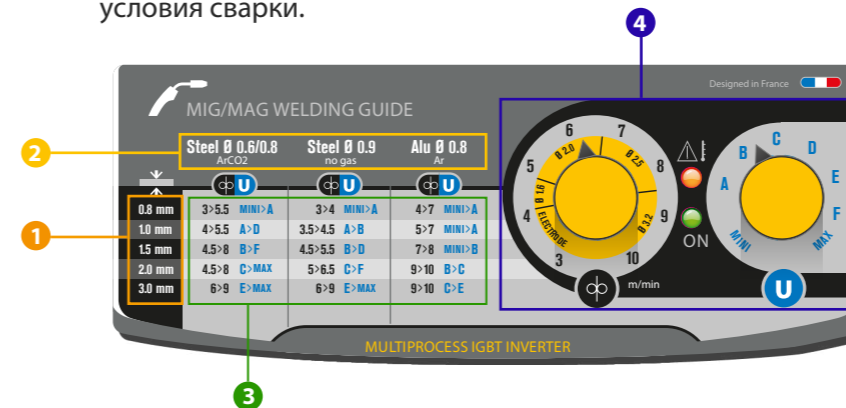 условия сварки.
4
Designed in France
MIG/MAG WELDING GUIDE
2
Steel Ø 0.6/0.8 Steel Ø 0.9 Alu Ø 0.8
ArCO2 no gas Ar
U U U
1
0.8 mm 3>5.5 MINI>A 3>4 MINI>A 4>7 MINI>A
1.0 mm 4>5.5 A>D 3.5>4.5 A>B 5>7 MINI>A
1.5 mm 4.5>8 B>F 4.5>5.5 B>D 7>8 MINI>B
2.0 mm 4.5>8 C>MAX 5>6.5 C>F 9>10 B>C
3.0 mm 6>9 E>MAX 6>9 E>MAX 9>10 C>E
3 4 5 6 7 8 9 10
ELECTRODE Ø 1.6 Ø 2.0 Ø 2.5 Ø 3.2
m/min
ON
MINI A B C D E F MAX
U
MULTIPROCESS IGBT INVERTER
3